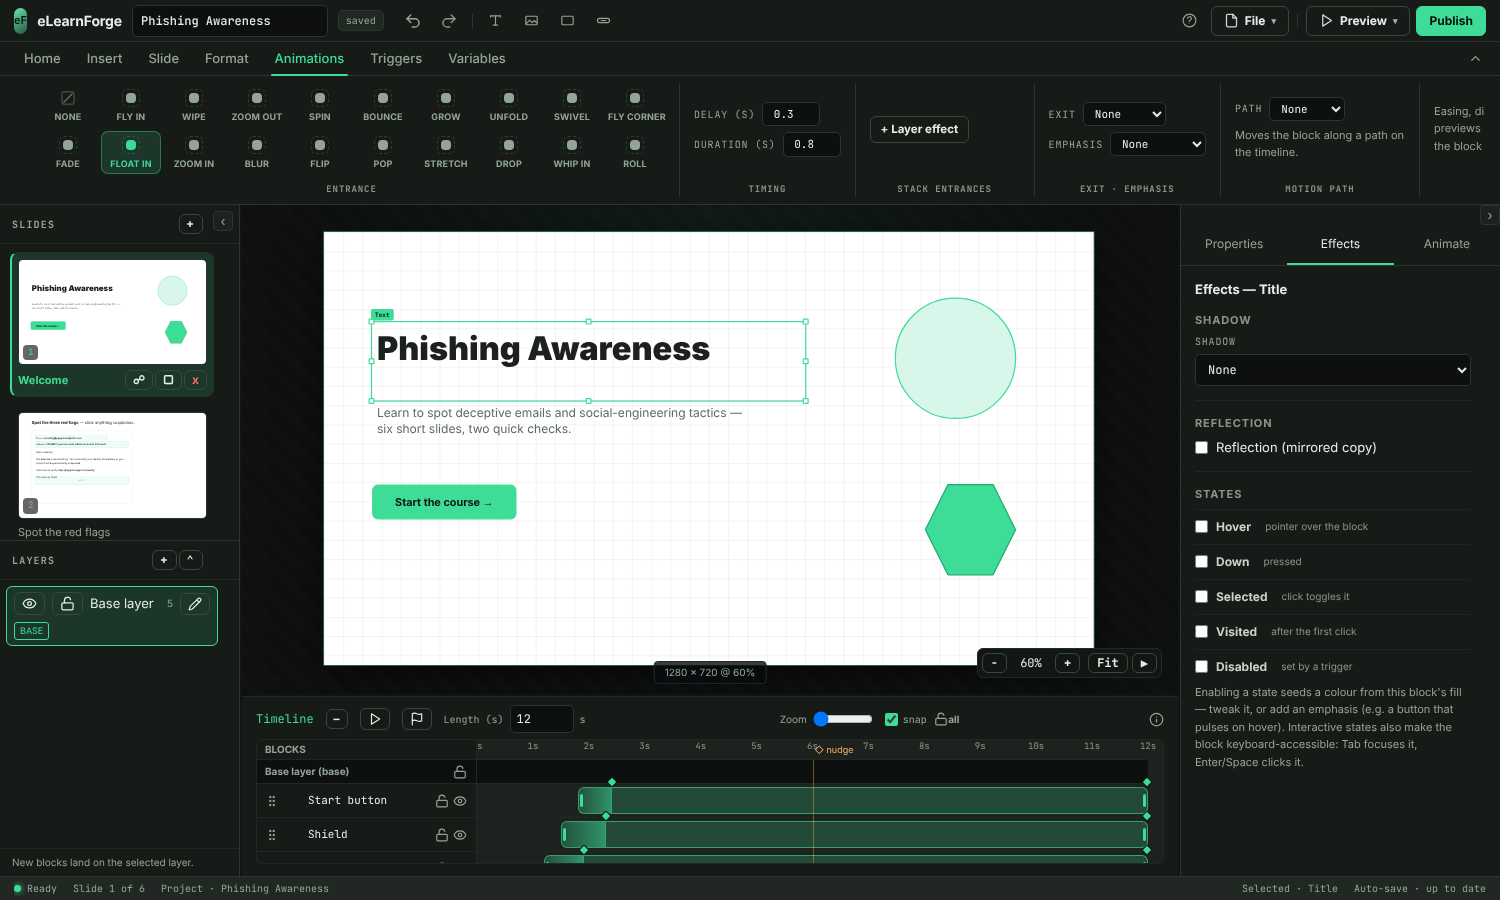 eF eLearnForge Phishing Awareness saved File Preview Publish
Home Insert Slide Format Animations Triggers Variables
NONE FLY IN WIPE ZOOM OUT SPIN BOUNCE GROW UNFOLD SWIVEL FLY CORNER
FADE FLOAT IN ZOOM IN BLUR FLIP POP STRETCH DROP WHIP IN ROLL
ENTRANCE
DELAY (S) 0.3
DURATION (S) 0.8
TIMING
+ Layer effect
STACK ENTRANCES
EXIT None
EMPHASIS None
EXIT · EMPHASIS
PATH None
Moves the block along a path on
the timeline.
MOTION PATH
Easing, di
previews
the block
SLIDES +
Phishing Awareness
1
Welcome x
Spot the three red flags — click anything suspicious.
2
Spot the red flags
LAYERS + ^
Base layer 5
BASE
New blocks land on the selected layer.
Text
Phishing Awareness
Learn to spot deceptive emails and social-engineering tactics —
six short slides, two quick checks.
Start the course →
1280 × 720 @ 60%
- 60% + Fit
Timeline - Length (s) 12 s Zoom snap all
BLOCKS s 1s 2s 3s 4s 5s 6s 7s 8s 9s 10s 11s 12s
nudge
Base layer (base)
Start button
Shield
Properties Effects Animate
Effects — Title
SHADOW
SHADOW
None
REFLECTION
Reflection (mirrored copy)
STATES
Hover pointer over the block
Down pressed
Selected click toggles it
Visited after the first click
Disabled set by a trigger
Enabling a state seeds a colour from this block's fill
— tweak it, or add an emphasis (e.g. a button that
pulses on hover). Interactive states also make the
block keyboard-accessible: Tab focuses it,
Enter/Space clicks it.
Ready Slide 1 of 6 Project · Phishing Awareness Selected · Title Auto-save · up to date